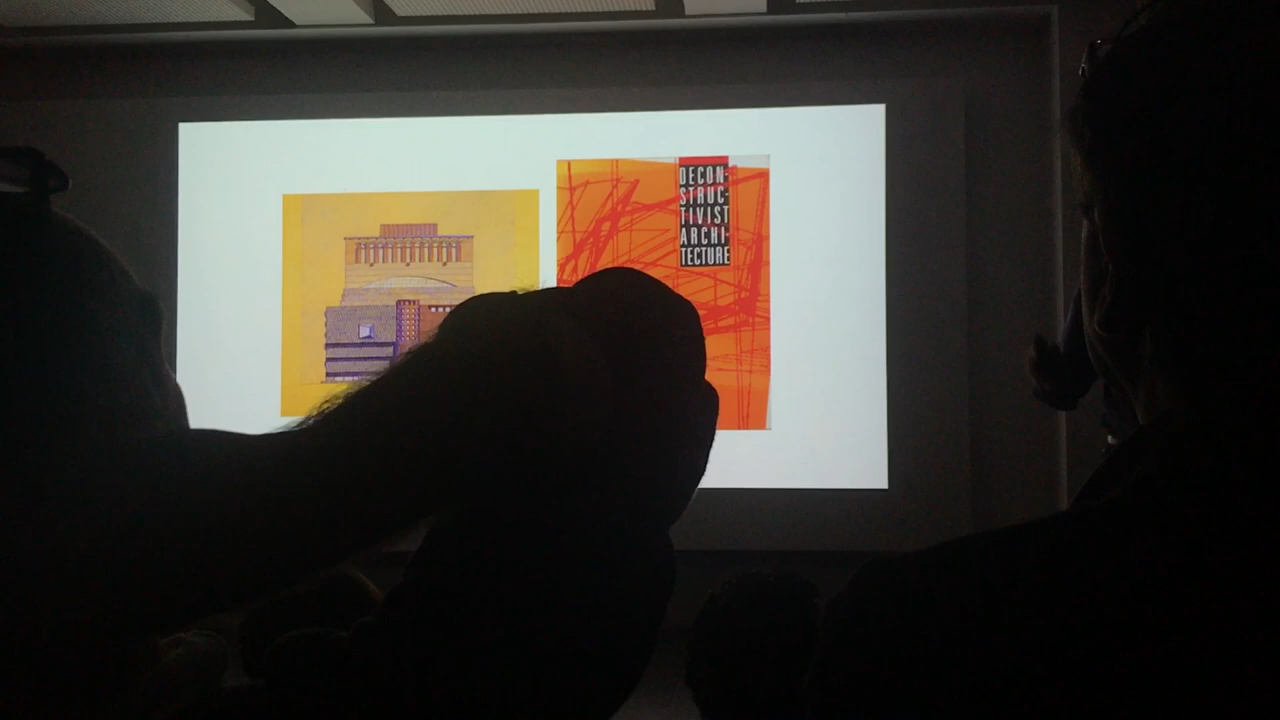 DECON-
STRUC-
TIVIST
ARCHI-
TECTURE